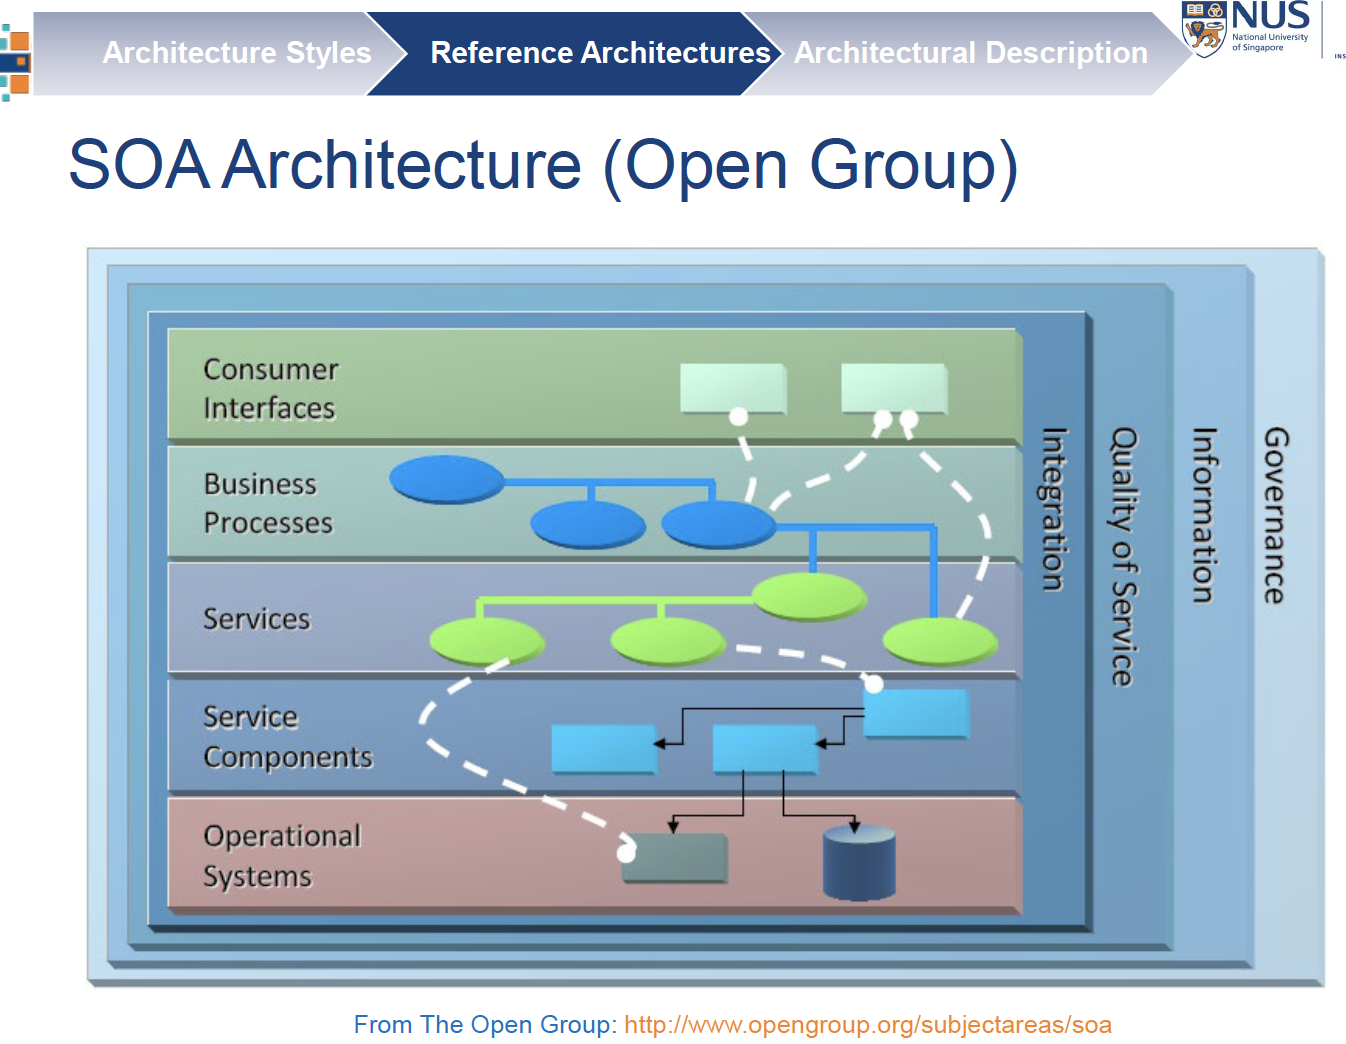 Architecture Styles
Reference Architectures
Architectural Description
NUS
National University
of Singapore
INS
SOA Architecture (Open Group)
Consumer
Interfaces
Business
Processes
Services
Service
Components
Operational
Systems
Integration
Quality of Service
Information
Governance
From The Open Group: http://www.opengroup.org/subjectareas/soa